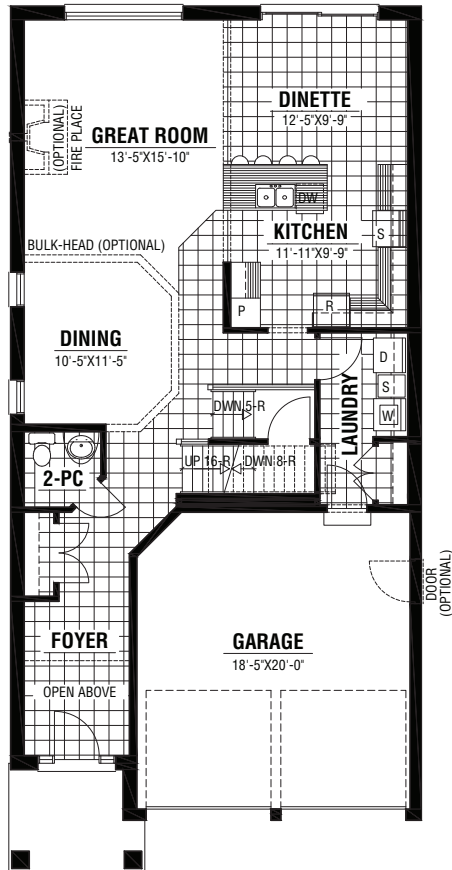 DINETTE
12'-5"X9'-9"
GREAT ROOM
13'-5"X15'-10"
(OPTIONAL)
FIRE PLACE
DW
KITCHEN
11'-11"X9'-9"
S
BULK-HEAD (OPTIONAL)
P
R
DINING
10'-5"X11'-5"
D
S
W
LAUNDRY
DWN 5-R
UP 16-R
DWN 8-R
2-PC
DOOR
(OPTIONAL)
FOYER
OPEN ABOVE
GARAGE
18'-5"X20'-0"